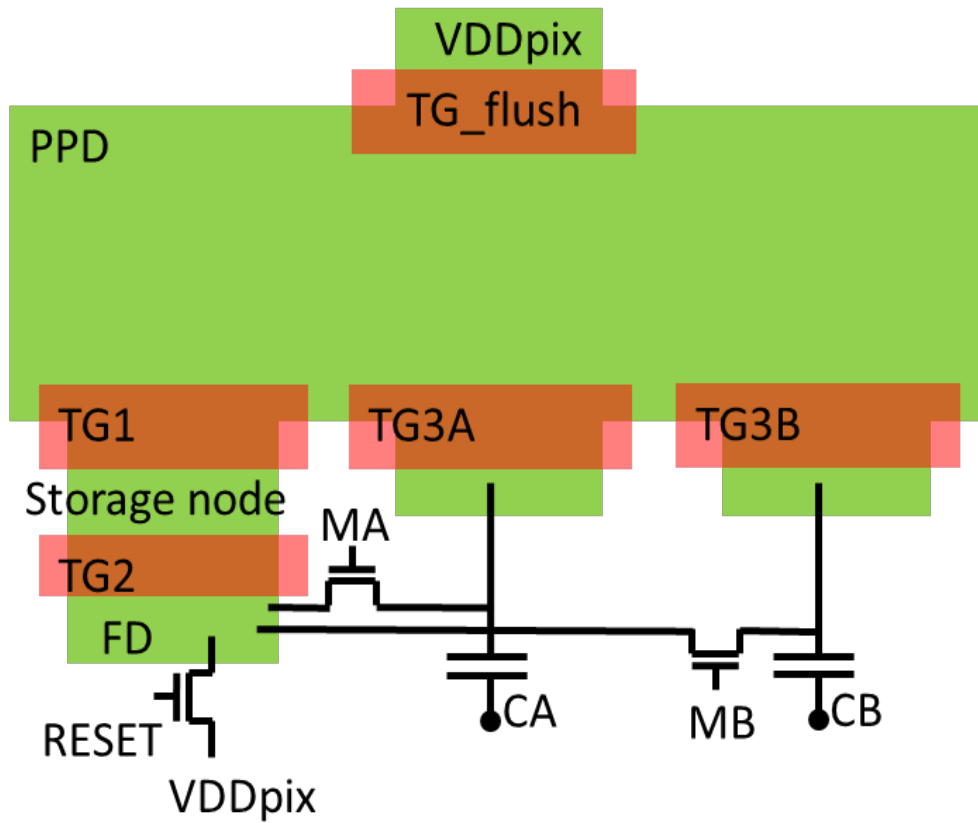 VDDpix
TG_flush
PPD
TG1
TG3A
TG3B
Storage node
MA
TG2
FD
RESET
CA
MB
CB
VDDpix